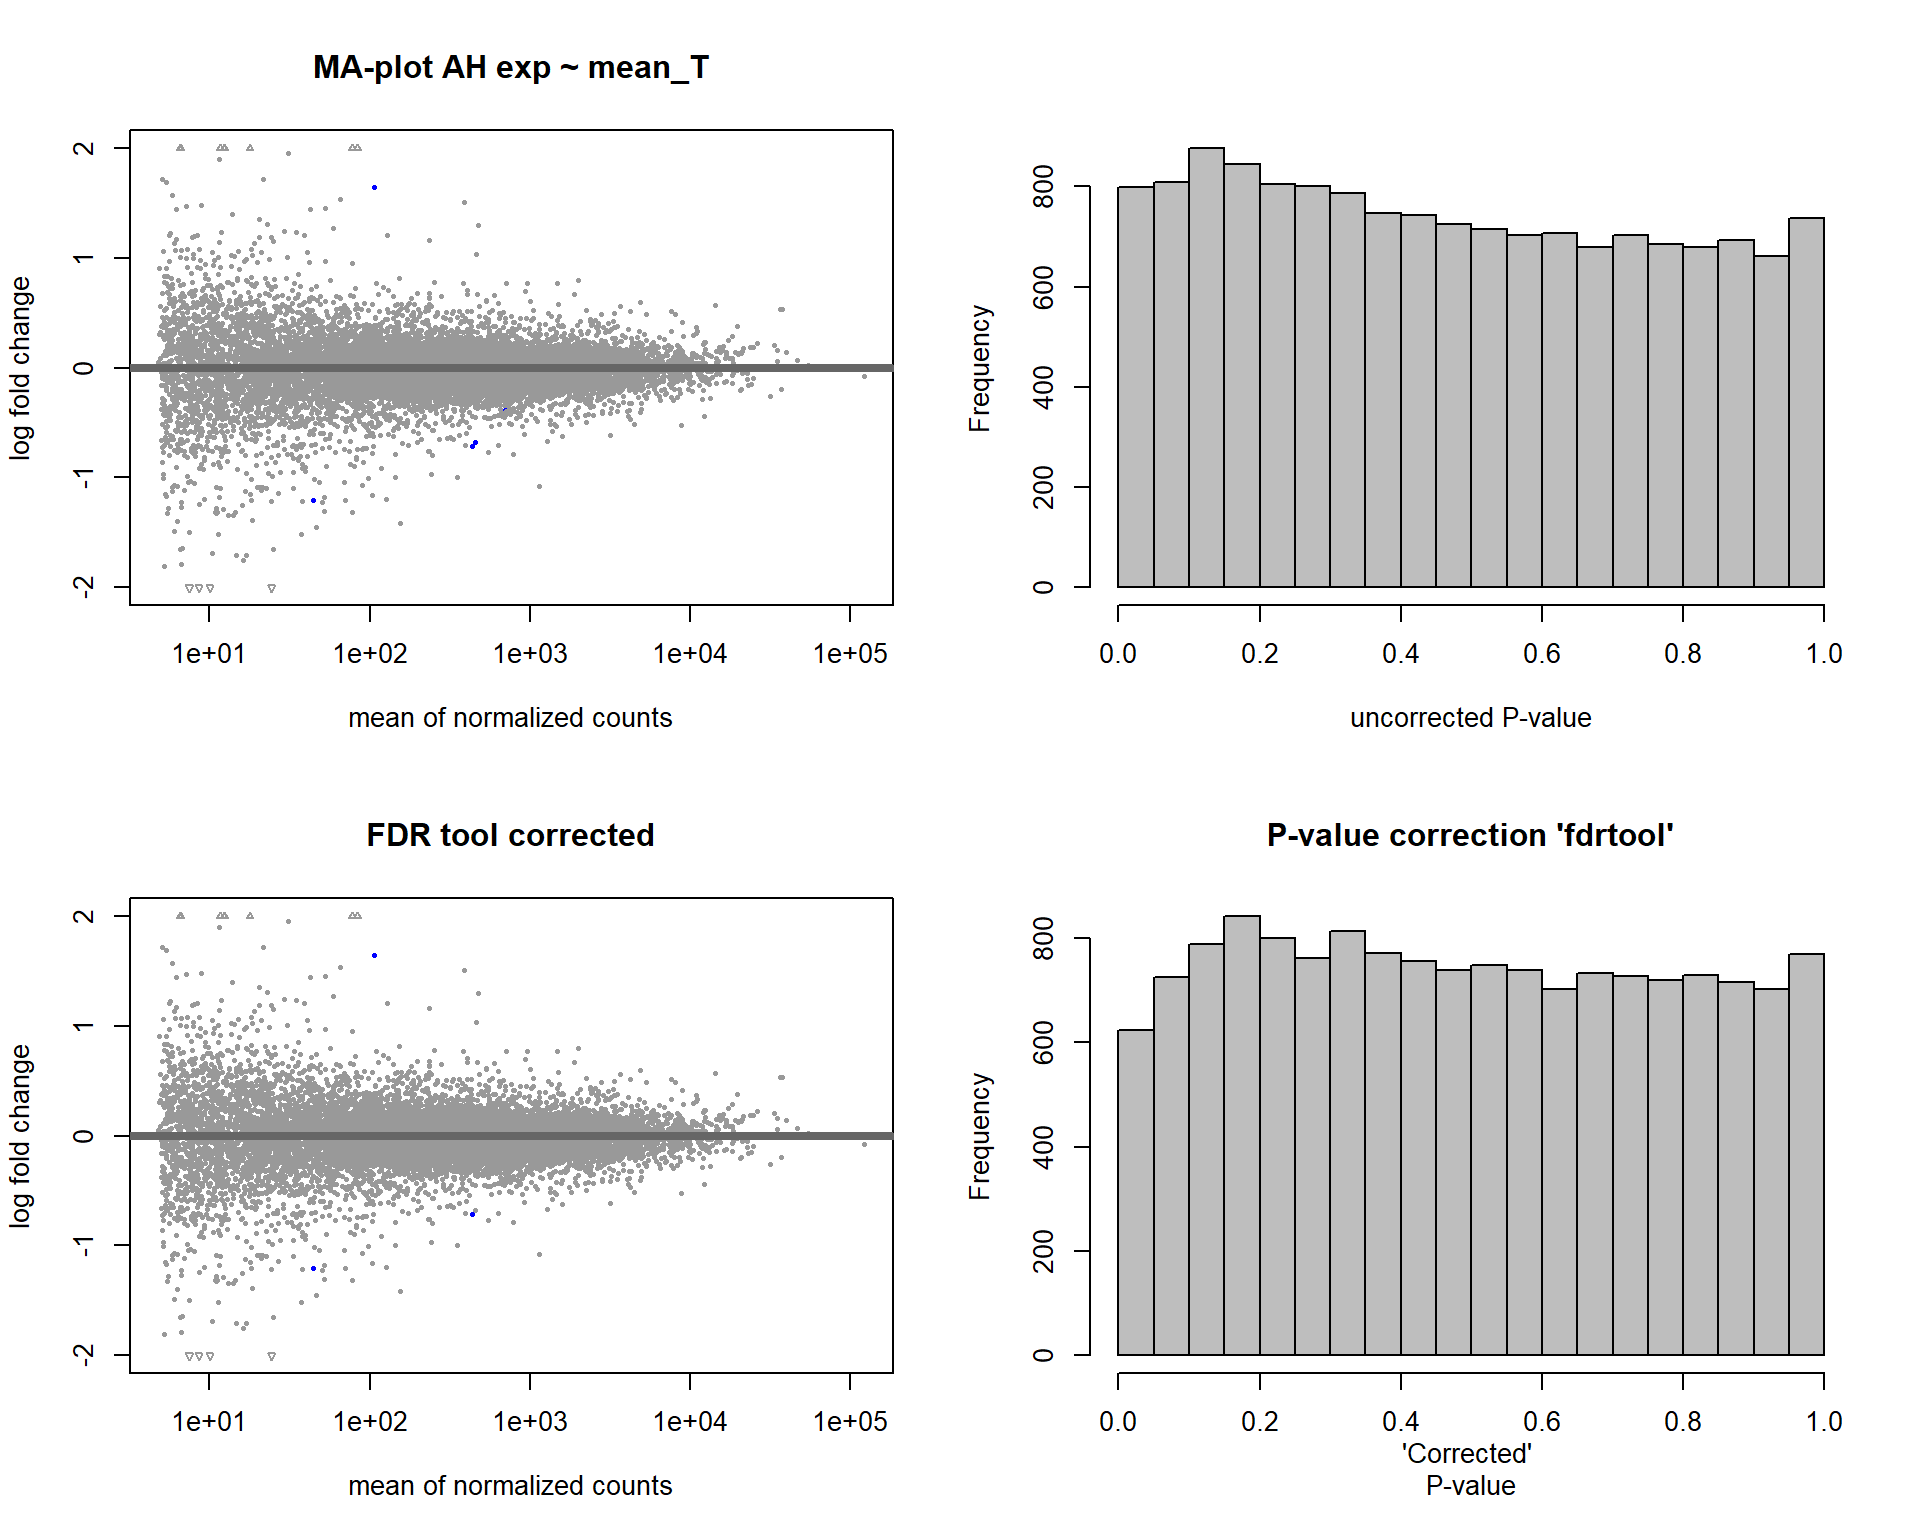 MA-plot AH exp ~ mean_T
log fold change
2
1
0
-1
-2
1e+01 1e+02 1e+03 1e+04 1e+05
mean of normalized counts
Frequency
800
600
400
200
0
0.0 0.2 0.4 0.6 0.8 1.0
uncorrected P-value
FDR tool corrected
log fold change
2
1
0
-1
-2
1e+01 1e+02 1e+03 1e+04 1e+05
mean of normalized counts
P-value correction 'fdrtool'
Frequency
800
600
400
200
0
0.0 0.2 0.4 0.6 0.8 1.0
'Corrected'
P-value